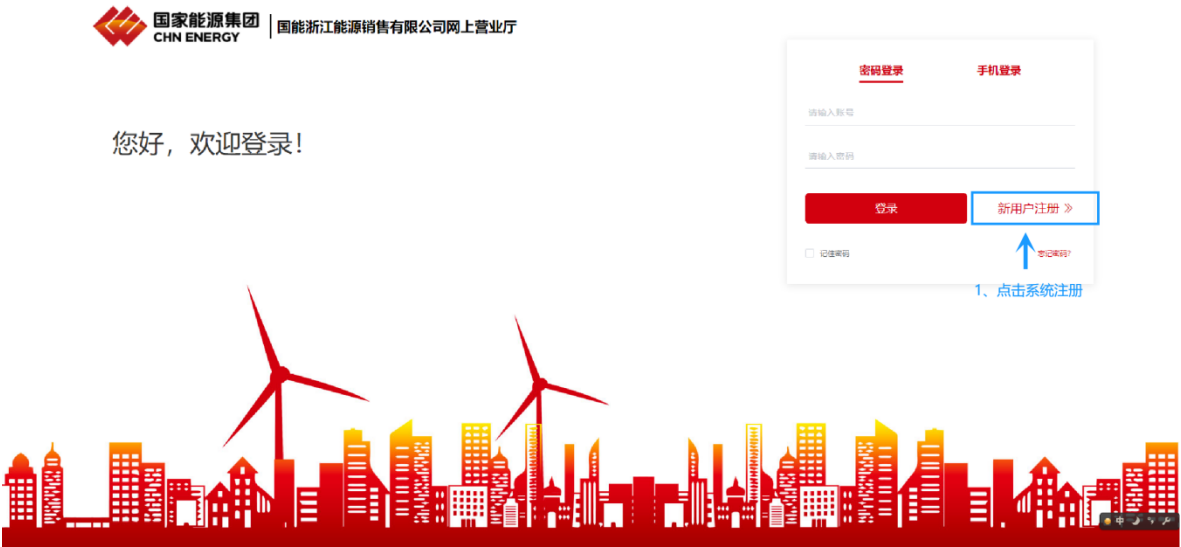 国家能源集团
CHN ENERGY
国能浙江能源销售有限公司网上营业厅
密码登录
手机登录
请输入账号
您好，欢迎登录！
请输入密码
登录
新用户注册 》
记住密码
忘记密码?
1、点击系统注册
中